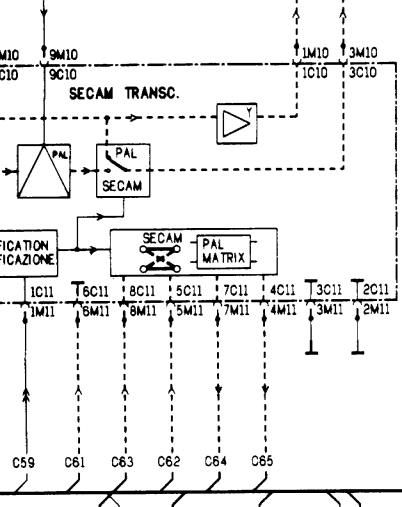 M10 9M10 1M10 3M10
C10 9C10 1C10 3C10
SECAM TRANSC.
Y
PAL PAL
SECAM
FICATION SECAM PAL
FICAZIONE MATRIX
1C11 6C11 8C11 5C11 7C11 4C11 3C11 2C11
1M11 6M11 8M11 5M11 7M11 4M11 3M11 2M11
C59 C61 C63 C62 C64 C65